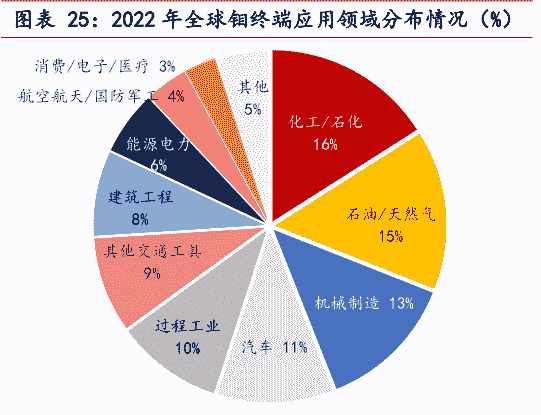 图表 25：2022 年全球钼终端应用领域分布情况（%）
消费/电子/医疗 3%
航空航天/国防军工 4%
其他
5%
化工/石化
16%
能源电力
6%
石油/天然气
15%
建筑工程
8%
其他交通工具
9%
机械制造 13%
过程工业
10%
汽车 11%